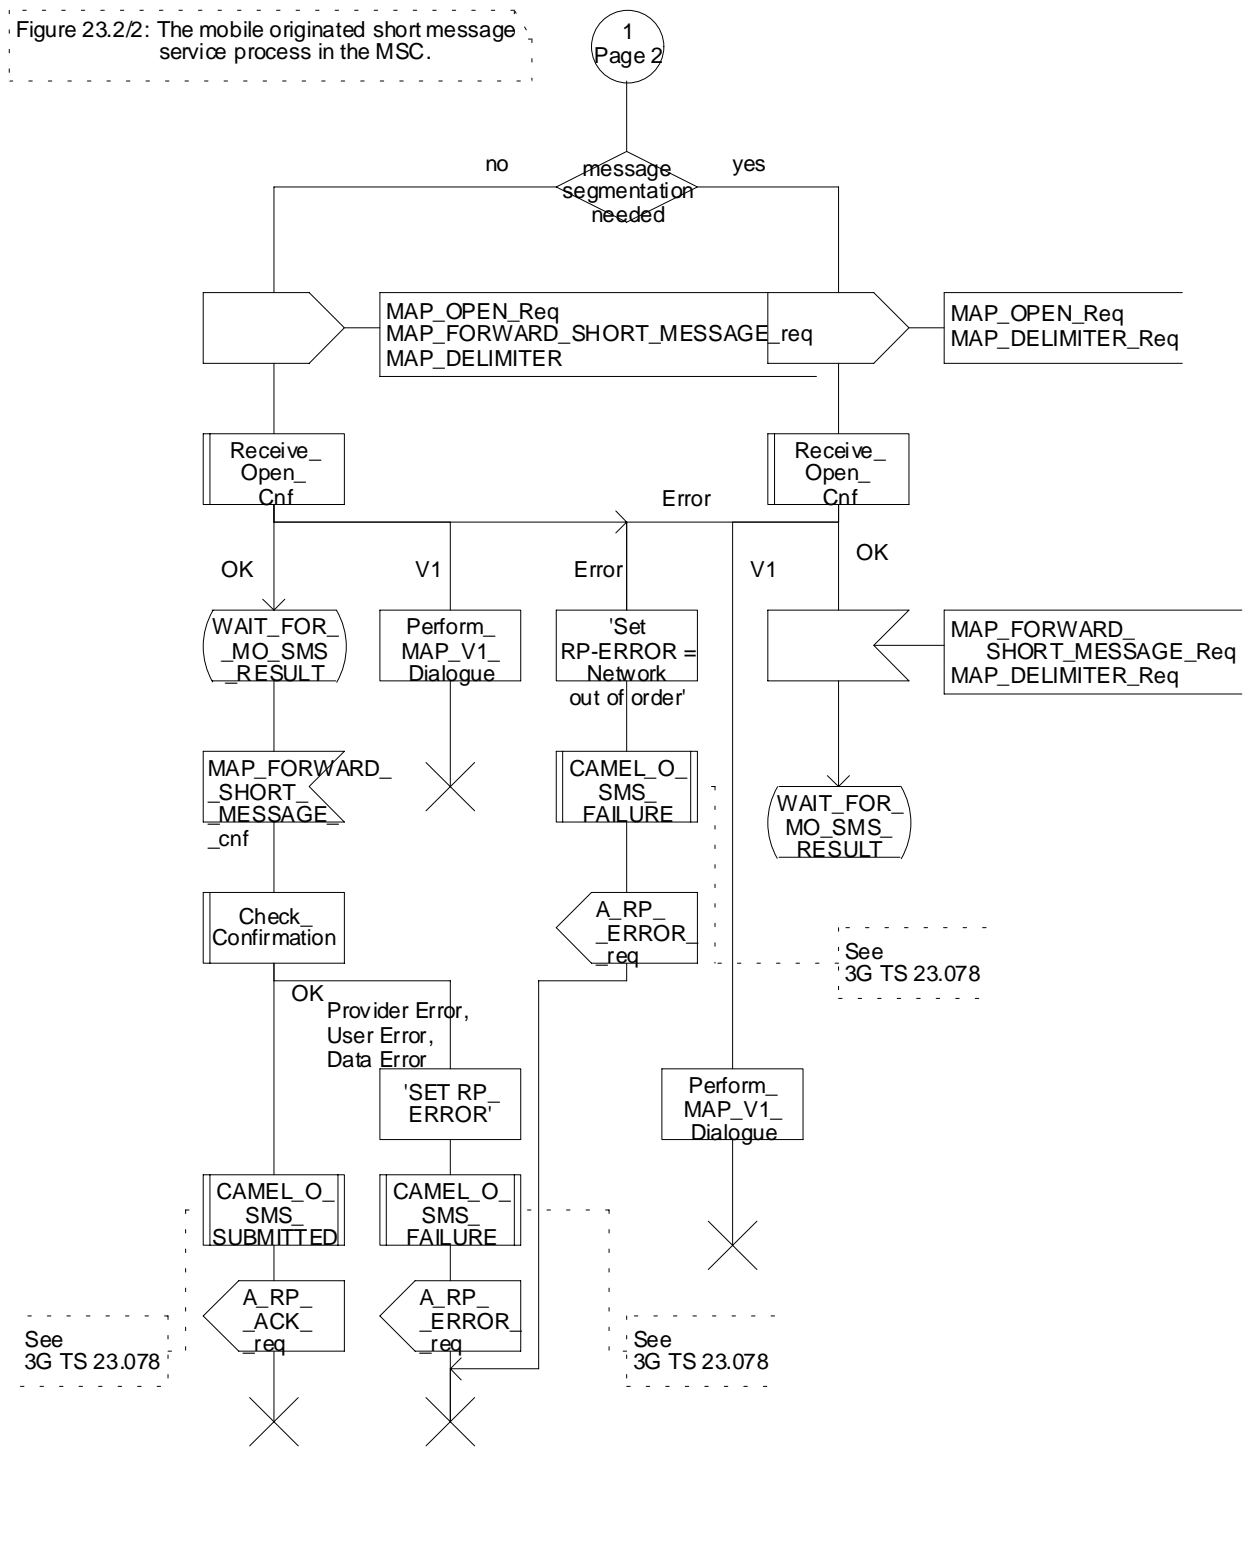 Figure 23.2/2: The mobile originated short message
service process in the MSC.
1
Page 2
no
message
segmentation
needed
yes
MAP_OPEN_Req
MAP_FORWARD_SHORT_MESSAGE_req
MAP_DELIMITER
MAP_OPEN_Req
MAP_DELIMITER_Req
Receive_
Open_
Cnf
Receive_
Open_
Cnf
Error
OK
V1
Error
V1
OK
WAIT_FOR_
_MO_SMS
_RESULT
Perform_
MAP_V1_
Dialogue
'Set
RP-ERROR =
Network
out of order'
MAP_FORWARD_
SHORT_MESSAGE_Req
MAP_DELIMITER_Req
MAP_FORWARD_
_SHORT_
_MESSAGE_
_cnf
CAMEL_O_
SMS_
FAILURE
WAIT_FOR_
MO_SMS_
RESULT
Check_
Confirmation
A_RP_
_ERROR_
_req
See
3G TS 23.078
OK
Provider Error,
User Error,
Data Error
'SET RP_
ERROR'
Perform_
MAP_V1_
Dialogue
CAMEL_O_
SMS_
SUBMITTED
CAMEL_O_
SMS_
FAILURE
A_RP_
_ACK_
_req
A_RP_
_ERROR_
_req
See
3G TS 23.078
See
3G TS 23.078